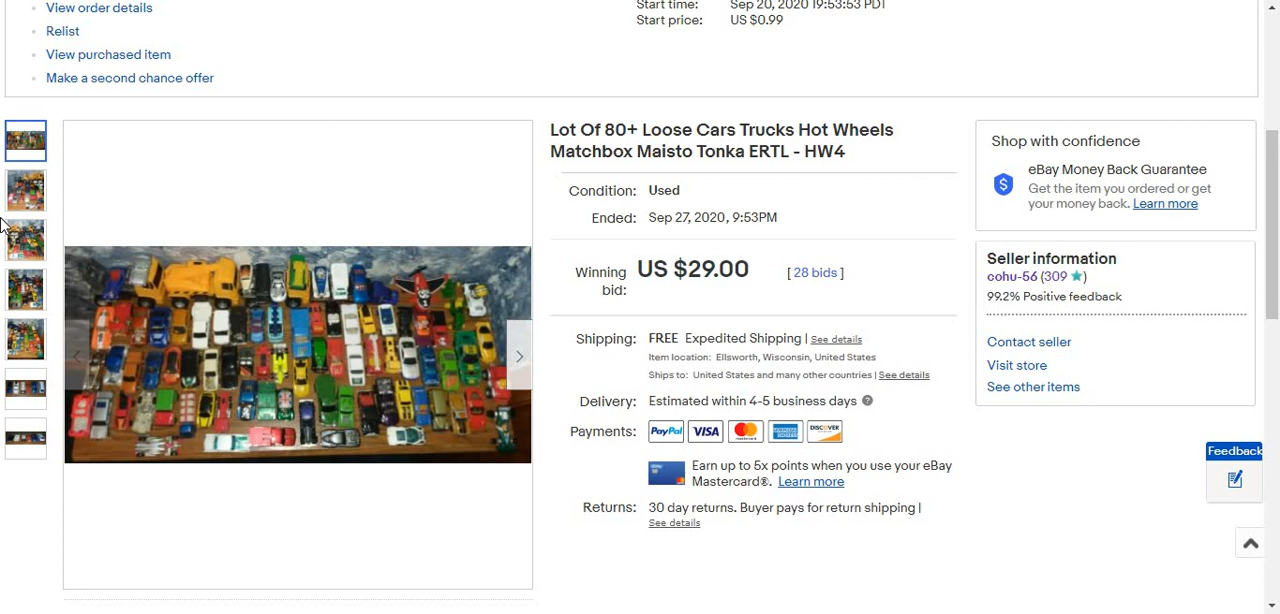 View order details
Relist
View purchased item
Make a second chance offer
Start time: Sep 20, 2020 19:53:53 PDT
Start price: US $0.99
Lot Of 80+ Loose Cars Trucks Hot Wheels
Matchbox Maisto Tonka ERTL - HW4
Condition: Used
Ended: Sep 27, 2020, 9:53PM
Winning bid: US $29.00 [ 28 bids ]
Shipping: FREE Expedited Shipping | See details
Item location: Ellsworth, Wisconsin, United States
Ships to: United States and many other countries | See details
Delivery: Estimated within 4-5 business days ?
Payments: PayPal VISA mastercard AMERICAN EXPRESS DISCOVER
Earn up to 5x points when you use your eBay
Mastercard®. Learn more
Returns: 30 day returns. Buyer pays for return shipping |
See details
Shop with confidence
eBay Money Back Guarantee
Get the item you ordered or get
your money back. Learn more
Seller information
cohu-56 (309 ★)
99.2% Positive feedback
Contact seller
Visit store
See other items
Feedback